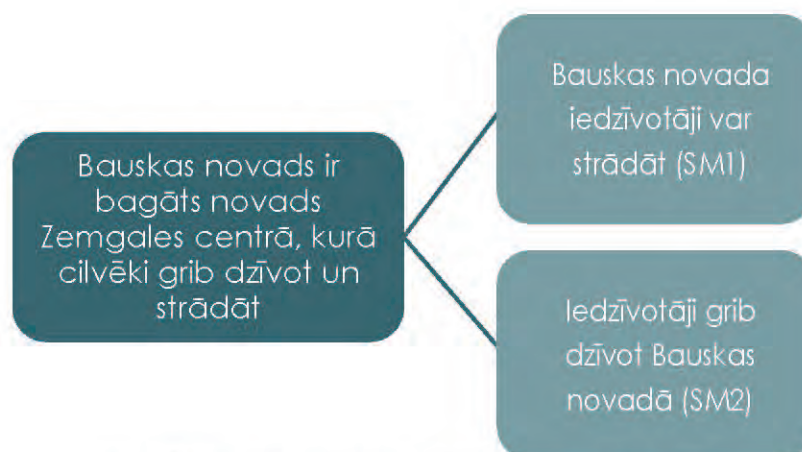 Bauskas novads ir
bagāts novads
Zemgales centrā, kurā
cilvēki grib dzīvot un
strādāt
Bauskas novada
iedzīvotāji var
strādāt (SM1)
Iedzīvotāji grib
dzīvot Bauskas
novadā (SM2)